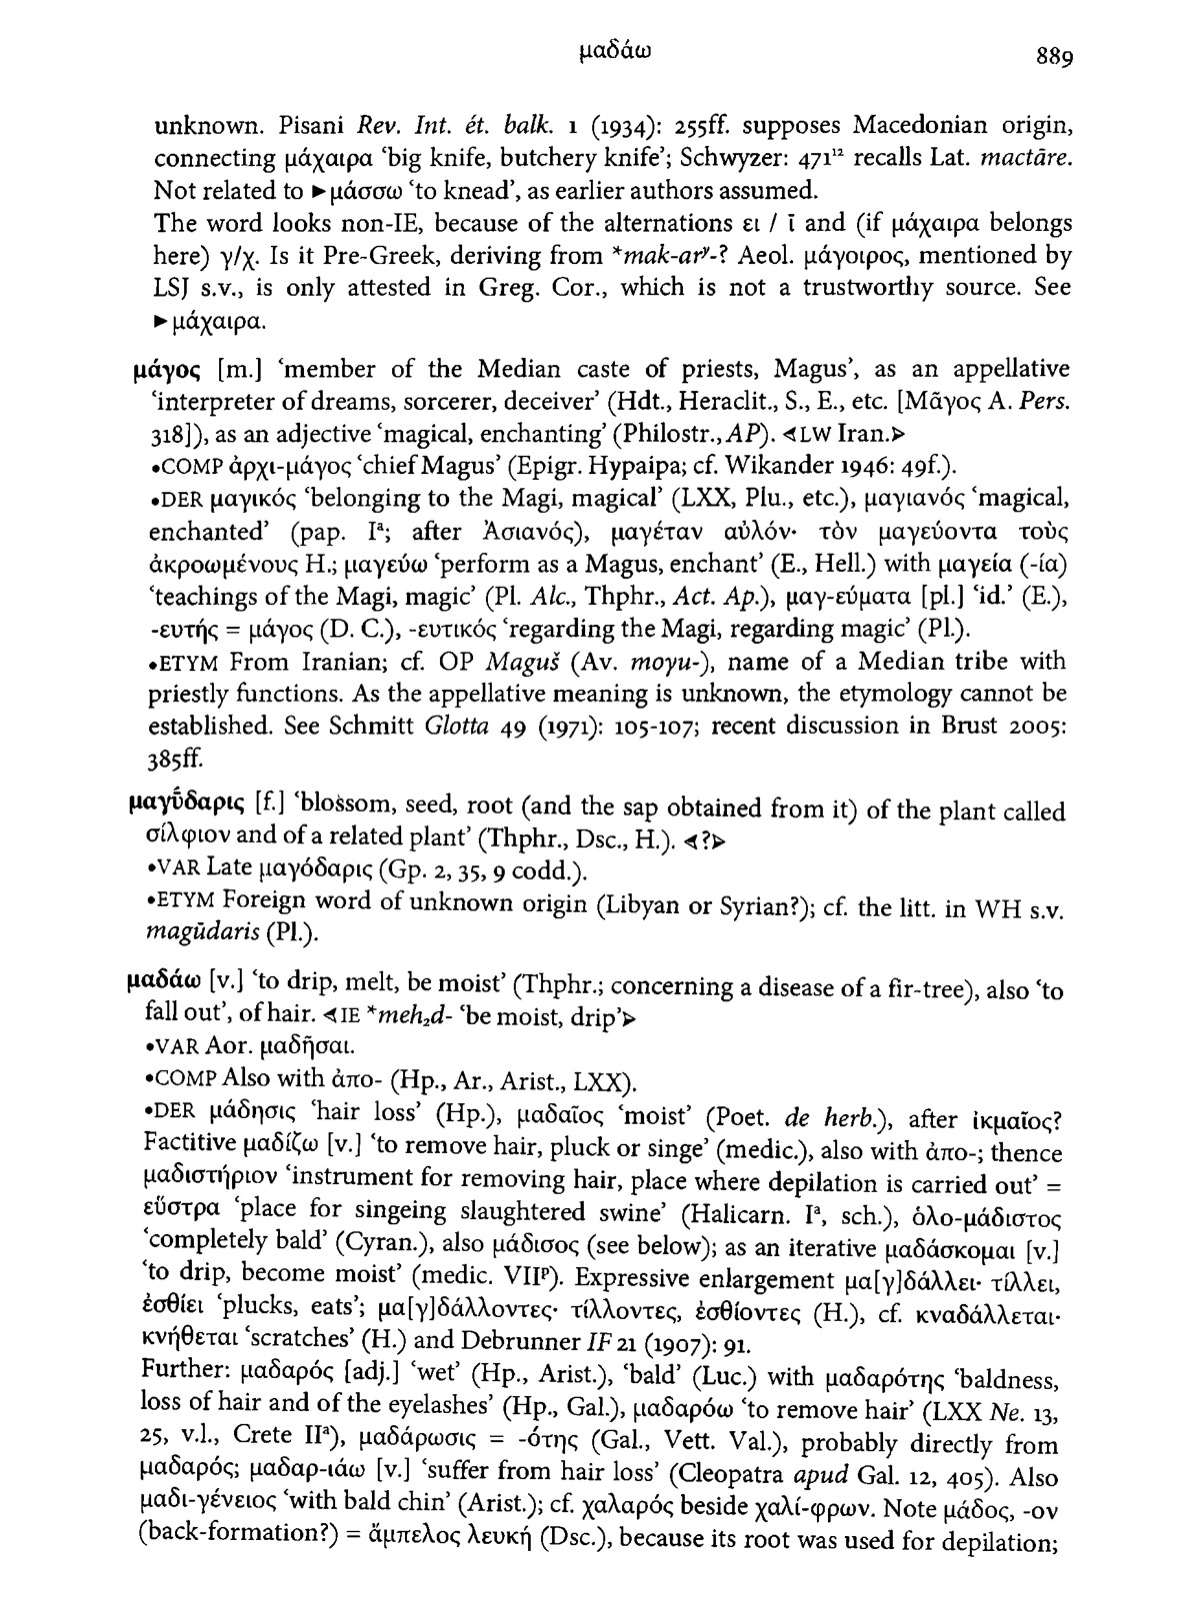 μαδάω
889
unknown. Pisani Rev. Int. ét. balk. 1 (1934): 255ff. supposes Macedonian origin,
connecting μάχαιρα ‘big knife, butchery knife’; Schwyzer: 471¹² recalls Lat. mactāre.
Not related to ►μάσσω ‘to knead’, as earlier authors assumed.
The word looks non-IE, because of the alternations ει / ῑ and (if μάχαιρα belongs
here) γ/χ. Is it Pre-Greek, deriving from *mak-arʸ-? Aeol. μάγοιρος, mentioned by
LSJ s.v., is only attested in Greg. Cor., which is not a trustworthy source. See
►μάχαιρα.
μάγος [m.] ‘member of the Median caste of priests, Magus’, as an appellative
‘interpreter of dreams, sorcerer, deceiver’ (Hdt., Heraclit., S., E., etc. [Μᾶγος A. Pers.
318]), as an adjective ‘magical, enchanting’ (Philostr., AP). ⊲LW Iran.⊳
•COMP ἀρχι-μάγος ‘chief Magus’ (Epigr. Hypaipa; cf. Wikander 1946: 49f.).
•DER μαγικός ‘belonging to the Magi, magical’ (LXX, Plu., etc.), μαγιανός ‘magical,
enchanted’ (pap. Iᵃ; after Ἀσιανός), μαγέταν αὐλόν· τὸν μαγεύοντα τοὺς
ἀκροωμένους H.; μαγεύω ‘perform as a Magus, enchant’ (E., Hell.) with μαγεία (-ία)
‘teachings of the Magi, magic’ (Pl. Alc., Thphr., Act. Ap.), μαγ-εύματα [pl.] ‘id.’ (E.),
-ευτής = μάγος (D. C.), -ευτικός ‘regarding the Magi, regarding magic’ (Pl.).
•ETYM From Iranian; cf. OP Maguš (Av. moγu-), name of a Median tribe with
priestly functions. As the appellative meaning is unknown, the etymology cannot be
established. See Schmitt Glotta 49 (1971): 105-107; recent discussion in Brust 2005:
385ff.
μαγῡ́δαρις [f.] ‘blossom, seed, root (and the sap obtained from it) of the plant called
σίλφιον and of a related plant’ (Thphr., Dsc., H.). ⊲?⊳
•VAR Late μαγόδαρις (Gp. 2, 35, 9 codd.).
•ETYM Foreign word of unknown origin (Libyan or Syrian?); cf. the litt. in WH s.v.
magūdaris (Pl.).
μαδάω [v.] ‘to drip, melt, be moist’ (Thphr.; concerning a disease of a fir-tree), also ‘to
fall out’, of hair. ⊲IE *meh₂d- ‘be moist, drip’⊳
•VAR Aor. μαδῆσαι.
•COMP Also with ἀπο- (Hp., Ar., Arist., LXX).
•DER μάδησις ‘hair loss’ (Hp.), μαδαῖος ‘moist’ (Poet. de herb.), after ἰκμαῖος?
Factitive μαδίζω [v.] ‘to remove hair, pluck or singe’ (medic.), also with ἀπο-; thence
μαδιστήριον ‘instrument for removing hair, place where depilation is carried out’ =
εὕστρα ‘place for singeing slaughtered swine’ (Halicarn. Iᵃ, sch.), ὁλο-μάδιστος
‘completely bald’ (Cyran.), also μάδισος (see below); as an iterative μαδάσκομαι [v.]
‘to drip, become moist’ (medic. VIIᵖ). Expressive enlargement μα[γ]δάλλει· τίλλει,
ἐσθίει ‘plucks, eats’; μα[γ]δάλλοντες· τίλλοντες, ἐσθίοντες (H.), cf. κναδάλλεται·
κνήθεται ‘scratches’ (H.) and Debrunner IF 21 (1907): 91.
Further: μαδαρός [adj.] ‘wet’ (Hp., Arist.), ‘bald’ (Luc.) with μαδαρότης ‘baldness,
loss of hair and of the eyelashes’ (Hp., Gal.), μαδαρόω ‘to remove hair’ (LXX Ne. 13,
25, v.l., Crete IIᵃ), μαδάρωσις = -ότης (Gal., Vett. Val.), probably directly from
μαδαρός; μαδαρ-ιάω [v.] ‘suffer from hair loss’ (Cleopatra apud Gal. 12, 405). Also
μαδι-γένειος ‘with bald chin’ (Arist.); cf. χαλαρός beside χαλί-φρων. Note μάδος, -ον
(back-formation?) = ἄμπελος λευκή (Dsc.), because its root was used for depilation;